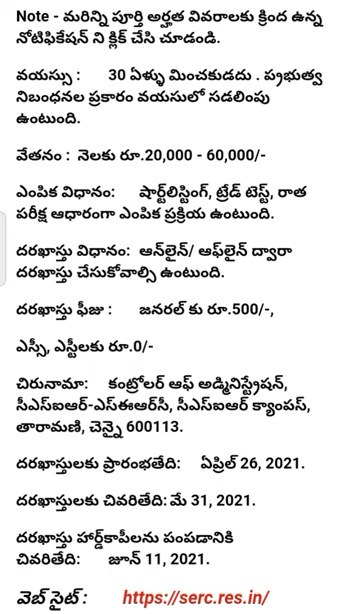 Note - మరిన్ని పూర్తి అర్హత వివరాలకు క్రింద ఉన్న
నోటిఫికేషన్ ని క్లిక్ చేసి చూడండి.
వయస్సు : 30 ఏళ్ళు మించకుడదు . ప్రభుత్వ
నిబంధనల ప్రకారం వయసులో సడలింపు
ఉంటుంది.
వేతనం : నెలకు రూ.20,000 - 60,000/-
ఎంపిక విధానం: షార్ట్‌లిస్టింగ్, ట్రేడ్ టెస్ట్, రాత
పరీక్ష ఆధారంగా ఎంపిక ప్రక్రియ ఉంటుంది.
దరఖాస్తు విధానం: ఆన్‌లైన్/ ఆఫ్‌లైన్ ద్వారా
దరఖాస్తు చేసుకోవాల్సి ఉంటుంది.
దరఖాస్తు ఫీజు : జనరల్ కు రూ.500/-,
ఎస్సీ, ఎస్టీలకు రూ.0/-
చిరునామా: కంట్రోలర్ ఆఫ్ అడ్మినిస్ట్రేషన్,
సీఎస్ఐఆర్-ఎస్ఈఆర్‌సీ, సీఎస్ఐఆర్ క్యాంపస్,
తారామణి, చెన్నై 600113.
దరఖాస్తులకు ప్రారంభతేది: ఏప్రిల్ 26, 2021.
దరఖాస్తులకు చివరితేది: మే 31, 2021.
దరఖాస్తు హార్డ్‌కాపీలను పంపడానికి
చివరితేది: జూన్ 11, 2021.
వెబ్ సైట్ : https://serc.res.in/